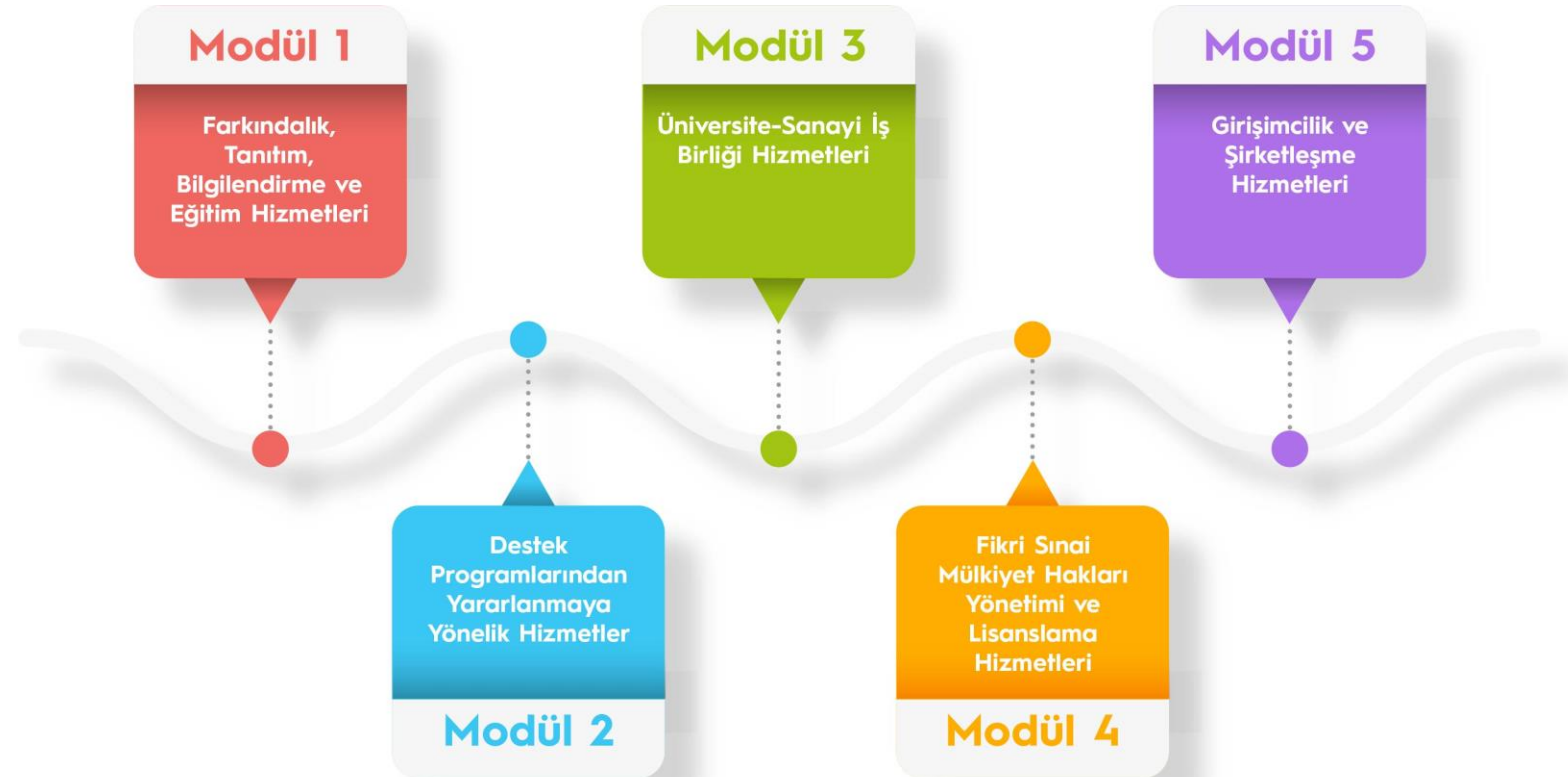 Modül 1
Farkındalık,
Tanıtım,
Bilgilendirme ve
Eğitim Hizmetleri
Destek
Programlarından
Yararlanmaya
Yönelik Hizmetler
Modül 2
Modül 3
Üniversite-Sanayi İş
Birliği Hizmetleri
Fikri Sınai
Mülkiyet Hakları
Yönetimi ve
Lisanslama
Hizmetleri
Modül 4
Modül 5
Girişimcilik ve
Şirketleşme
Hizmetleri